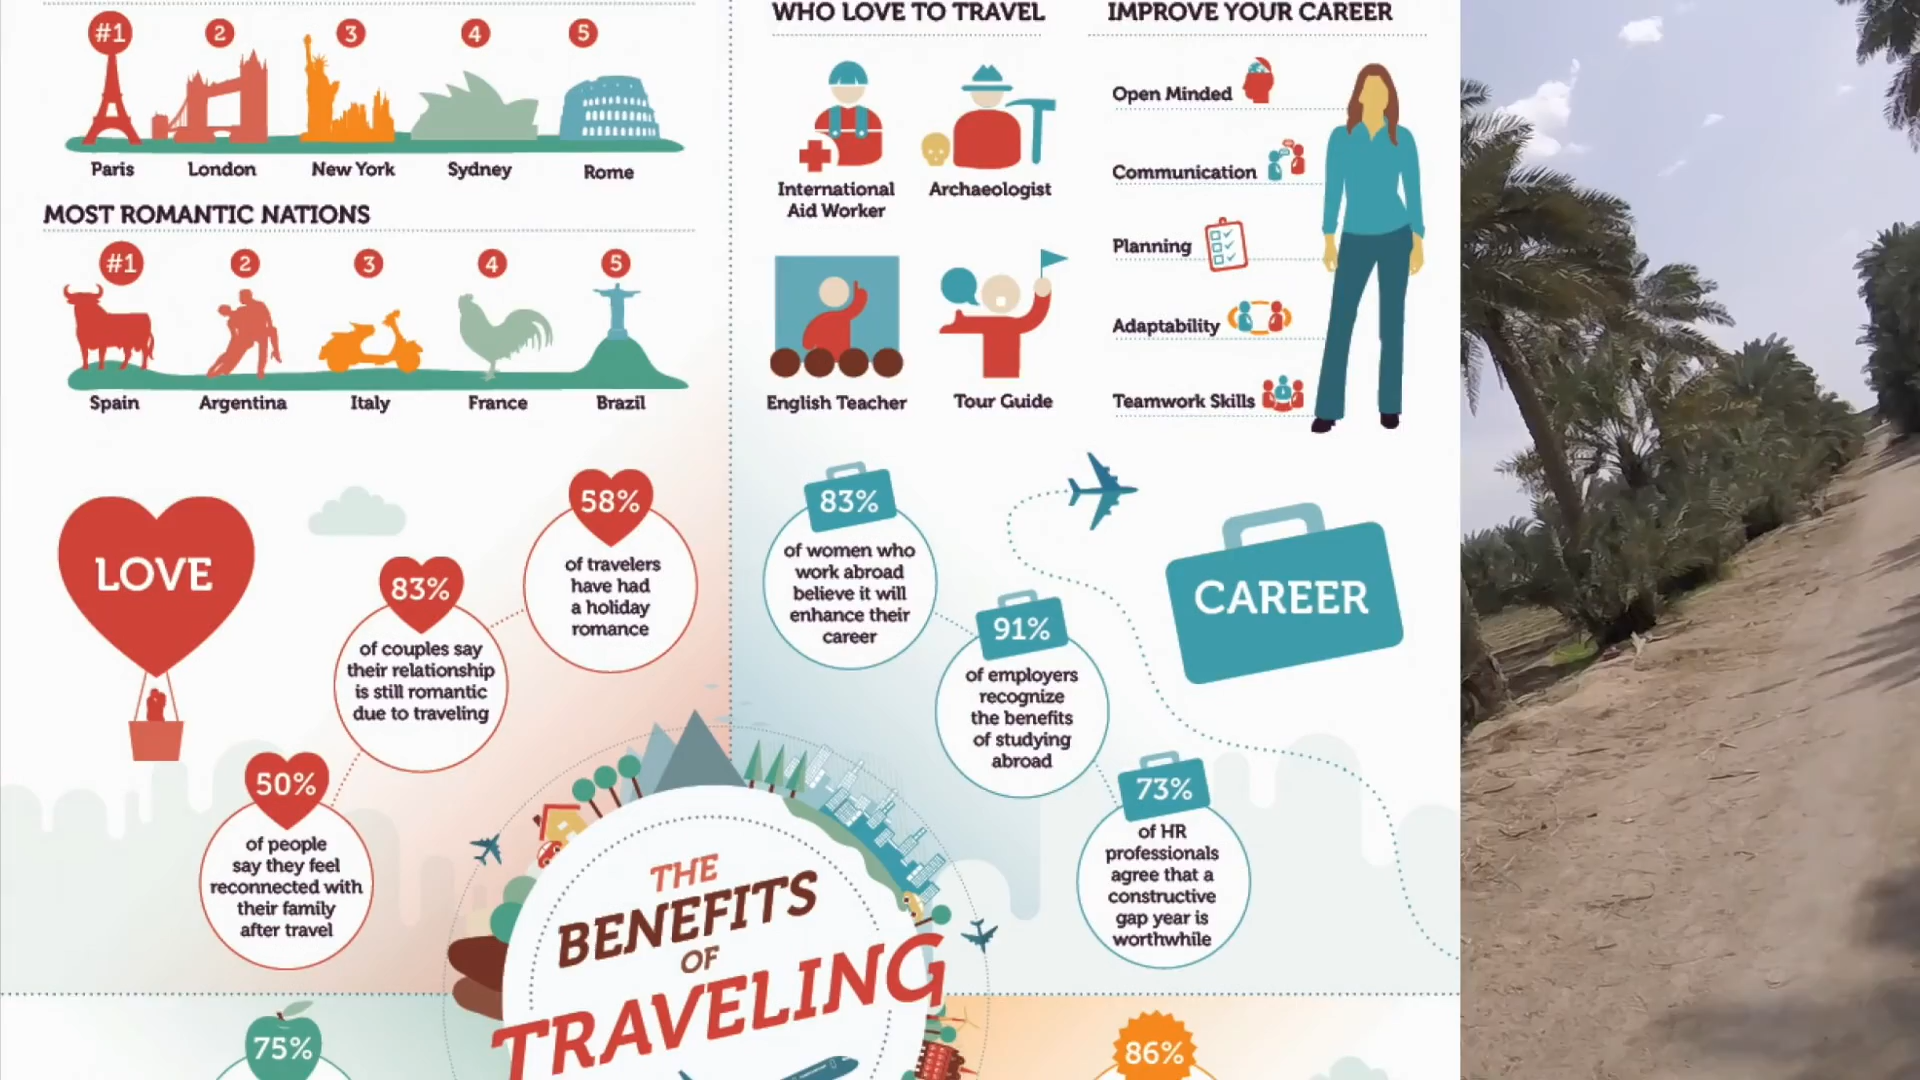 #1
2
3
4
5
Paris
London
New York
Sydney
Rome
MOST ROMANTIC NATIONS
#1
2
3
4
5
Spain
Argentina
Italy
France
Brazil
LOVE
58%
of travelers
have had
a holiday
romance
83%
of couples say
their relationship
is still romantic
due to traveling
50%
of people
say they feel
reconnected with
their family
after travel
WHO LOVE TO TRAVEL
International
Aid Worker
Archaeologist
English Teacher
Tour Guide
IMPROVE YOUR CAREER
Open Minded
Communication
Planning
Adaptability
Teamwork Skills
83%
of women who
work abroad
believe it will
enhance their
career
91%
of employers
recognize
the benefits
of studying
abroad
73%
of HR
professionals
agree that a
constructive
gap year is
worthwhile
CAREER
THE
BENEFITS
OF
TRAVELING
75%
86%